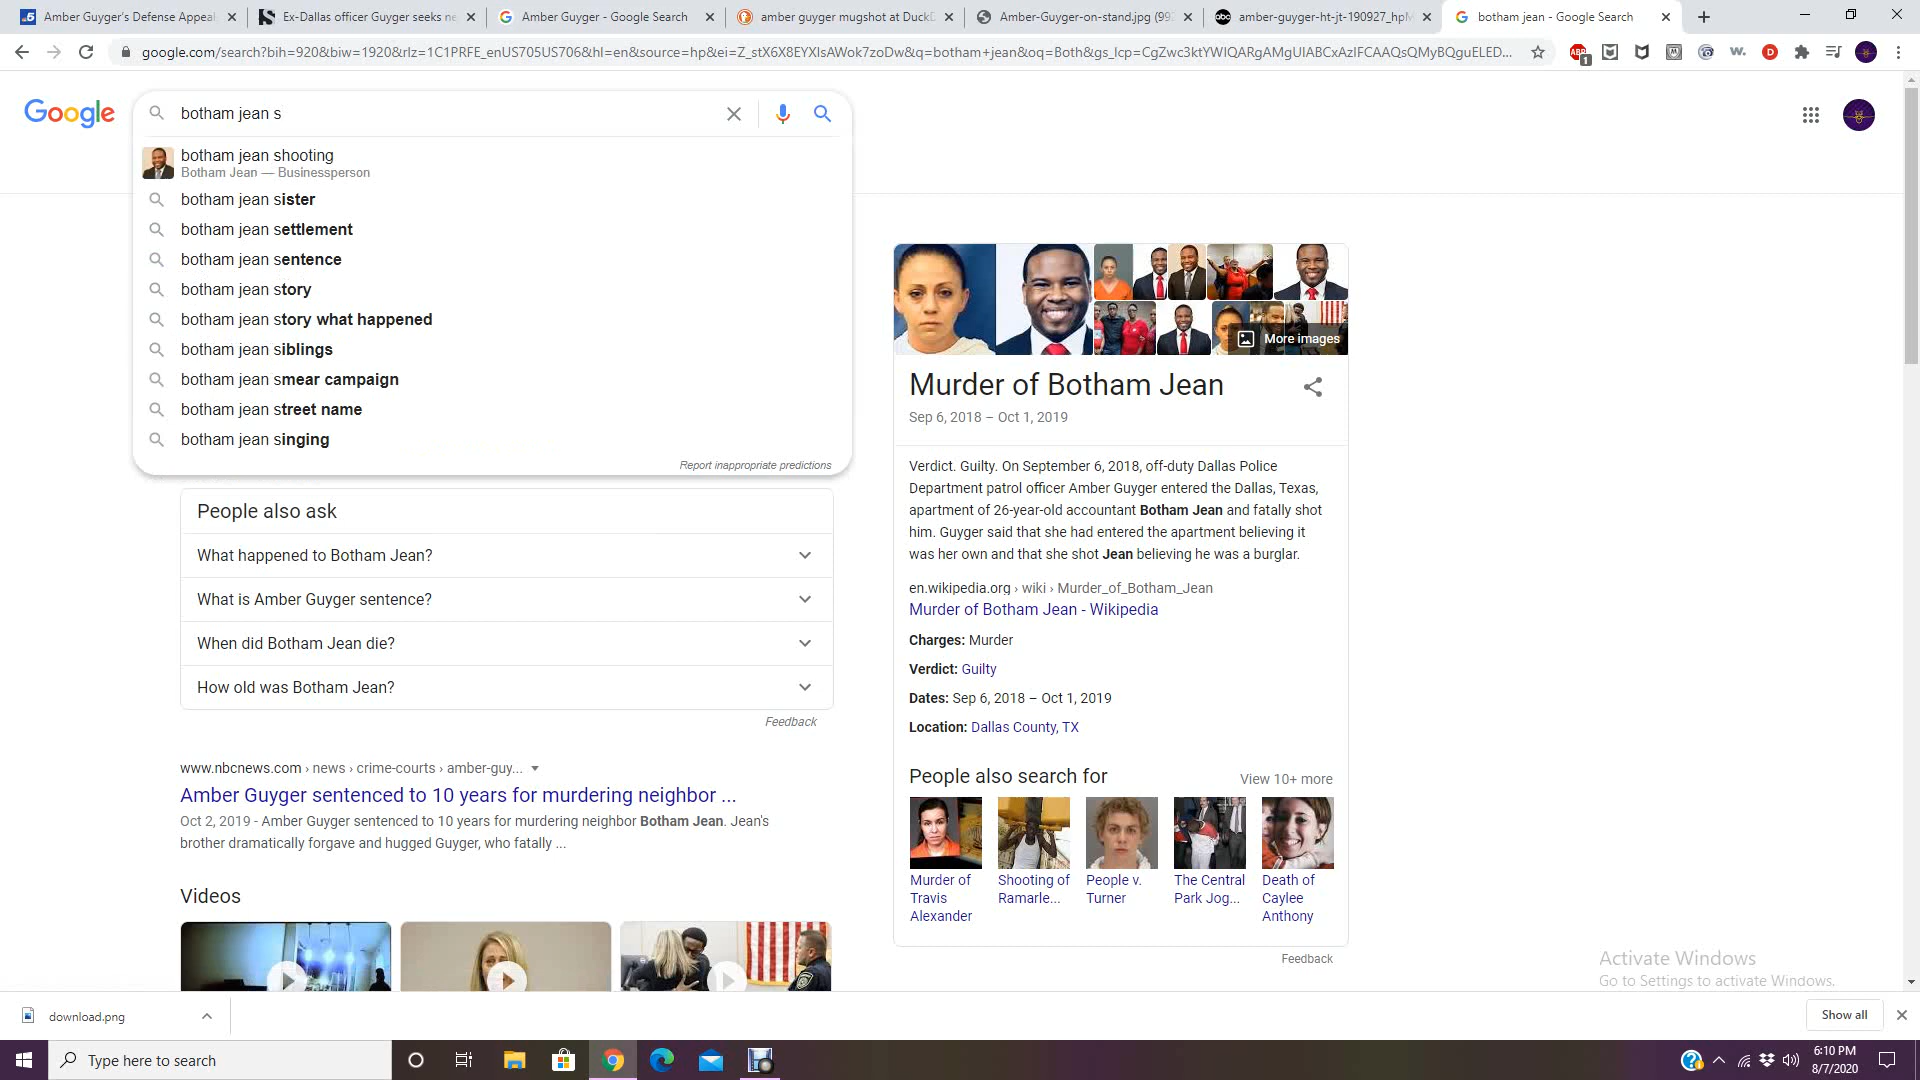 Amber Guyger's Defense Appeal
Ex-Dallas officer Guyger seeks ne
Amber Guyger - Google Search
amber guyger mugshot at DuckD
Amber-Guyger-on-stand.jpg (99
amber-guyger-ht-jt-190927_hpM
botham jean - Google Search
google.com/search?bih=920&biw=1920&rlz=1C1PRFE_enUS705US706&hl=en&source=hp&ei=Z_stX6X8EYXIsAWok7zoDw&q=botham+jean&oq=Both&gs_lcp=CgZwc3ktYWIQARgAMgUIABCxAzIFCAAQsQMyBQguELED...
Google
botham jean s
botham jean shooting
Botham Jean — Businessperson
botham jean sister
botham jean settlement
botham jean sentence
botham jean story
botham jean story what happened
botham jean siblings
botham jean smear campaign
botham jean street name
botham jean singing
Report inappropriate predictions
People also ask
What happened to Botham Jean?
What is Amber Guyger sentence?
When did Botham Jean die?
How old was Botham Jean?
Feedback
www.nbcnews.com › news › crime-courts › amber-guy...
Amber Guyger sentenced to 10 years for murdering neighbor ...
Oct 2, 2019 - Amber Guyger sentenced to 10 years for murdering neighbor Botham Jean. Jean's
brother dramatically forgave and hugged Guyger, who fatally ...
Videos
More images
Murder of Botham Jean
Sep 6, 2018 – Oct 1, 2019
Verdict. Guilty. On September 6, 2018, off-duty Dallas Police
Department patrol officer Amber Guyger entered the Dallas, Texas,
apartment of 26-year-old accountant Botham Jean and fatally shot
him. Guyger said that she had entered the apartment believing it
was her own and that she shot Jean believing he was a burglar.
en.wikipedia.org › wiki › Murder_of_Botham_Jean
Murder of Botham Jean - Wikipedia
Charges: Murder
Verdict: Guilty
Dates: Sep 6, 2018 – Oct 1, 2019
Location: Dallas County, TX
People also search for
View 10+ more
Murder of
Travis
Alexander
Shooting of
Ramarle...
People v.
Turner
The Central
Park Jog...
Death of
Caylee
Anthony
Feedback
Activate Windows
Go to Settings to activate Windows.
download.png
Show all
Type here to search
6:10 PM
8/7/2020